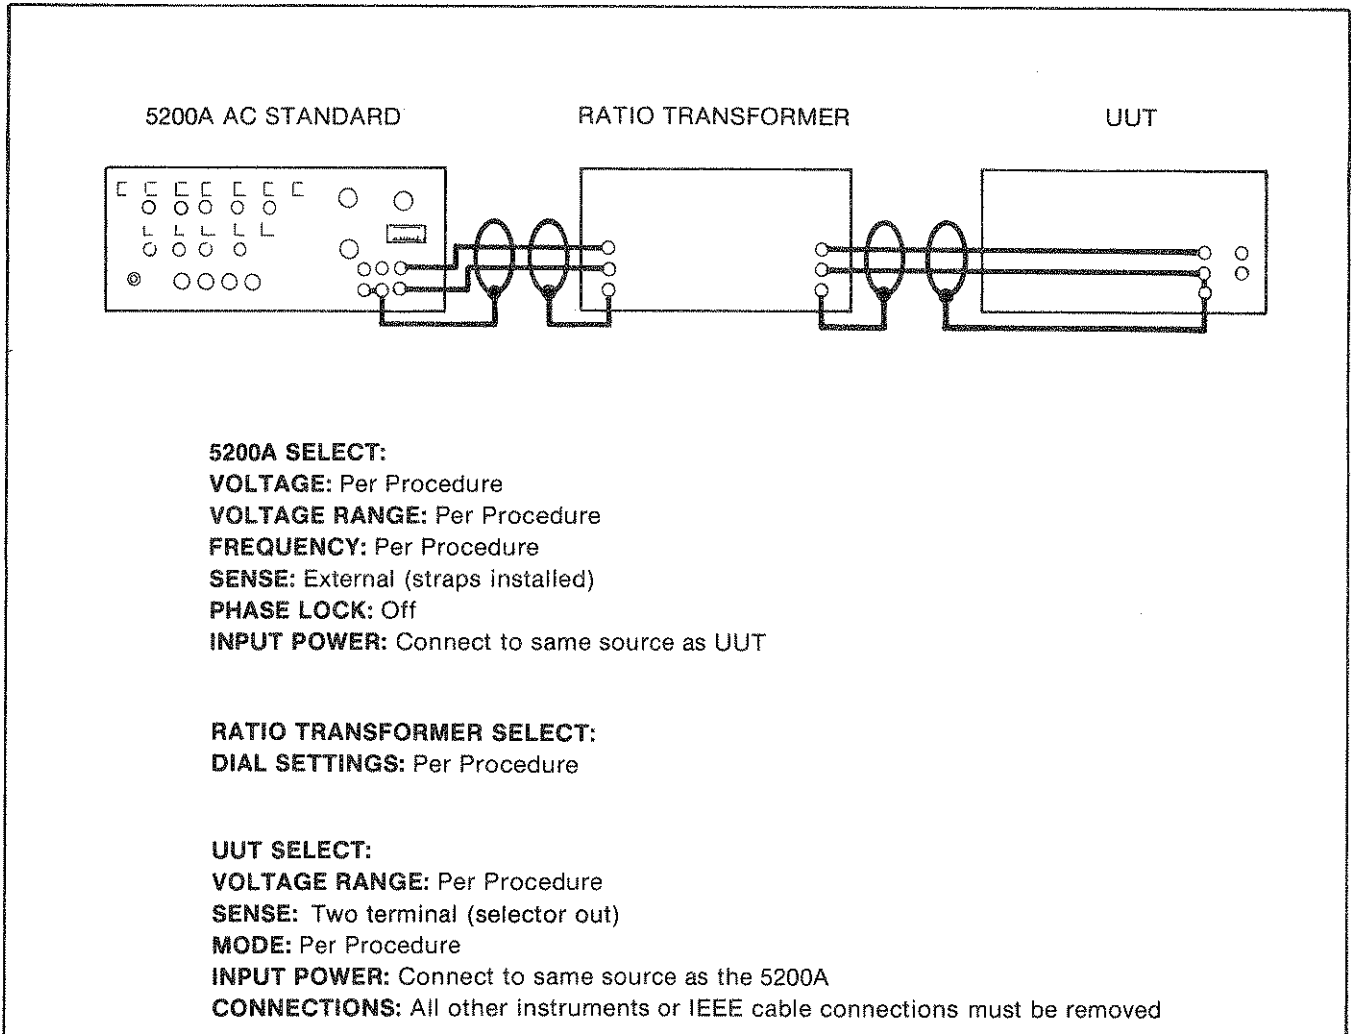 5200A AC STANDARD
RATIO TRANSFORMER
UUT
5200A SELECT:
VOLTAGE: Per Procedure
VOLTAGE RANGE: Per Procedure
FREQUENCY: Per Procedure
SENSE: External (straps installed)
PHASE LOCK: Off
INPUT POWER: Connect to same source as UUT
RATIO TRANSFORMER SELECT:
DIAL SETTINGS: Per Procedure
UUT SELECT:
VOLTAGE RANGE: Per Procedure
SENSE: Two terminal (selector out)
MODE: Per Procedure
INPUT POWER: Connect to same source as the 5200A
CONNECTIONS: All other instruments or IEEE cable connections must be removed